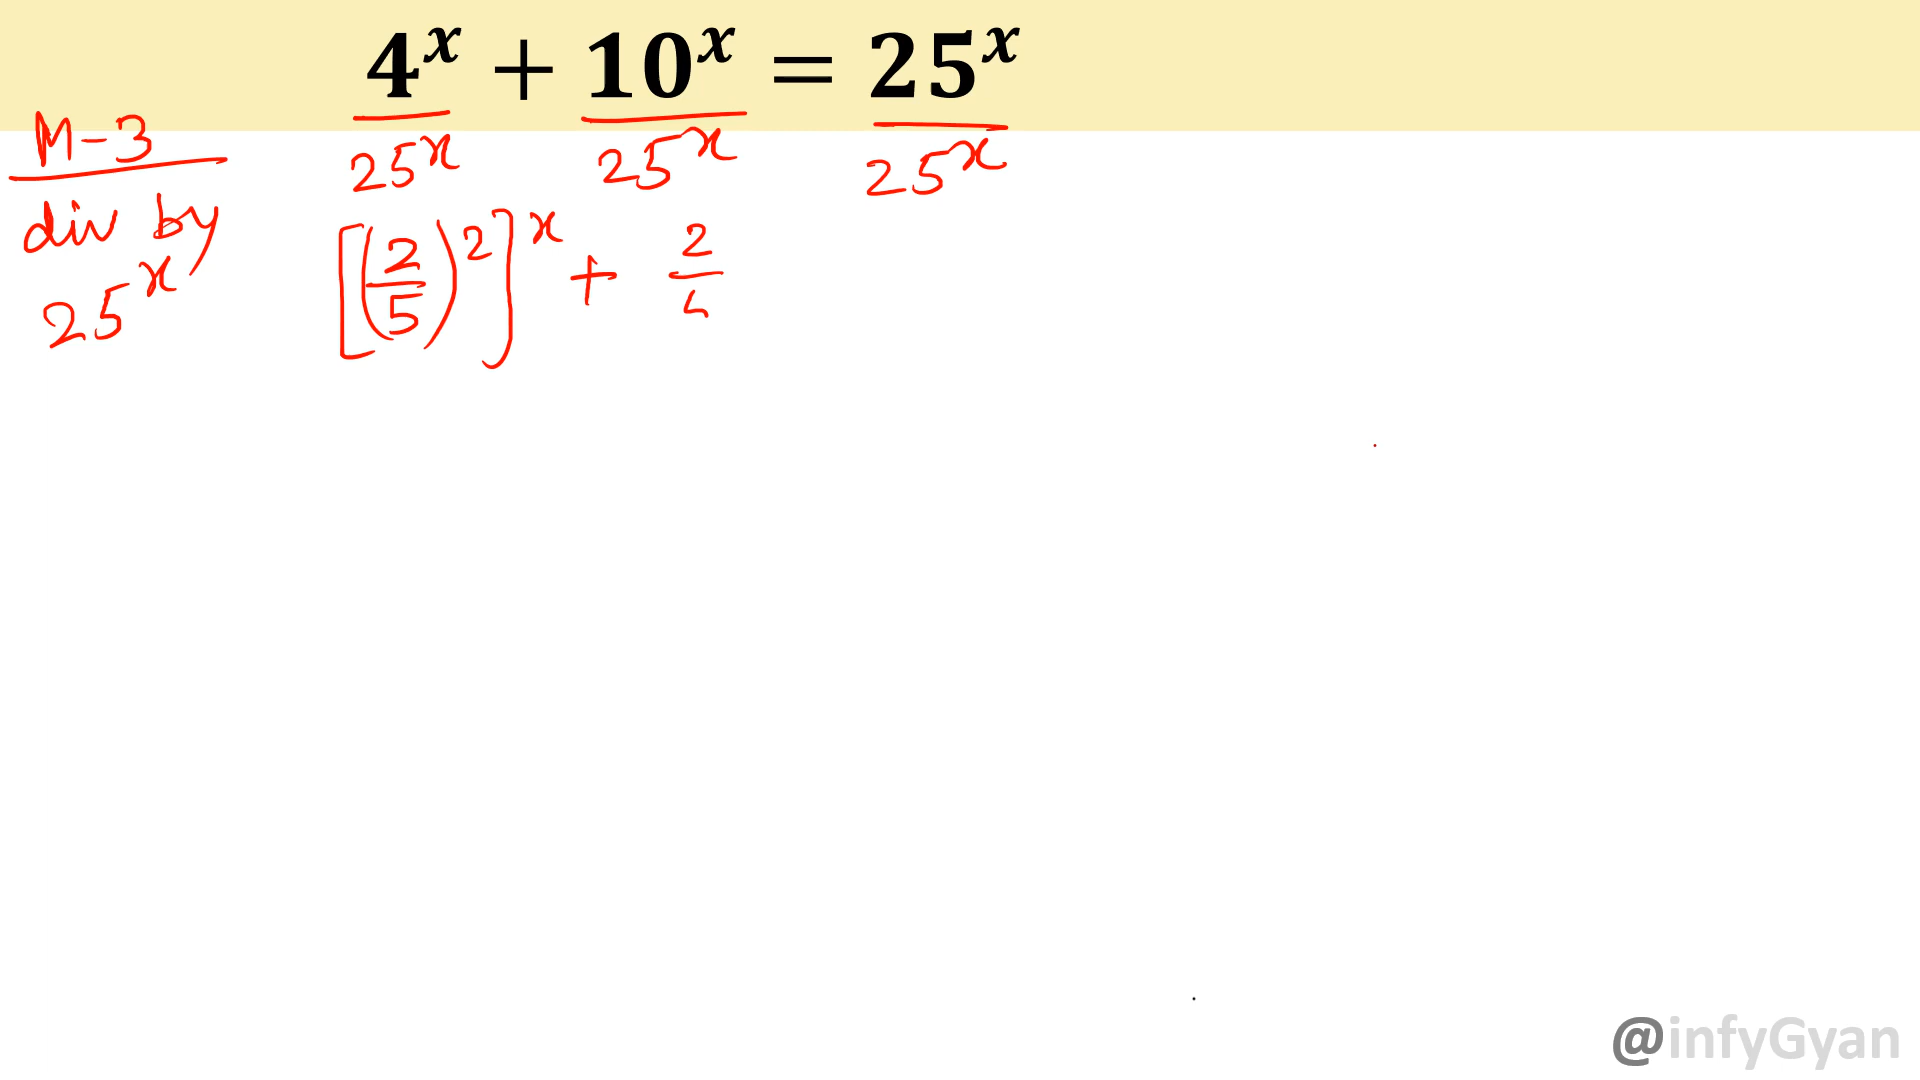 4^x + 10^x = 25^x
M-3
25^x 25^x 25^x
div by
25^x
[(2/5)^2]^x + 2/
@infyGyan